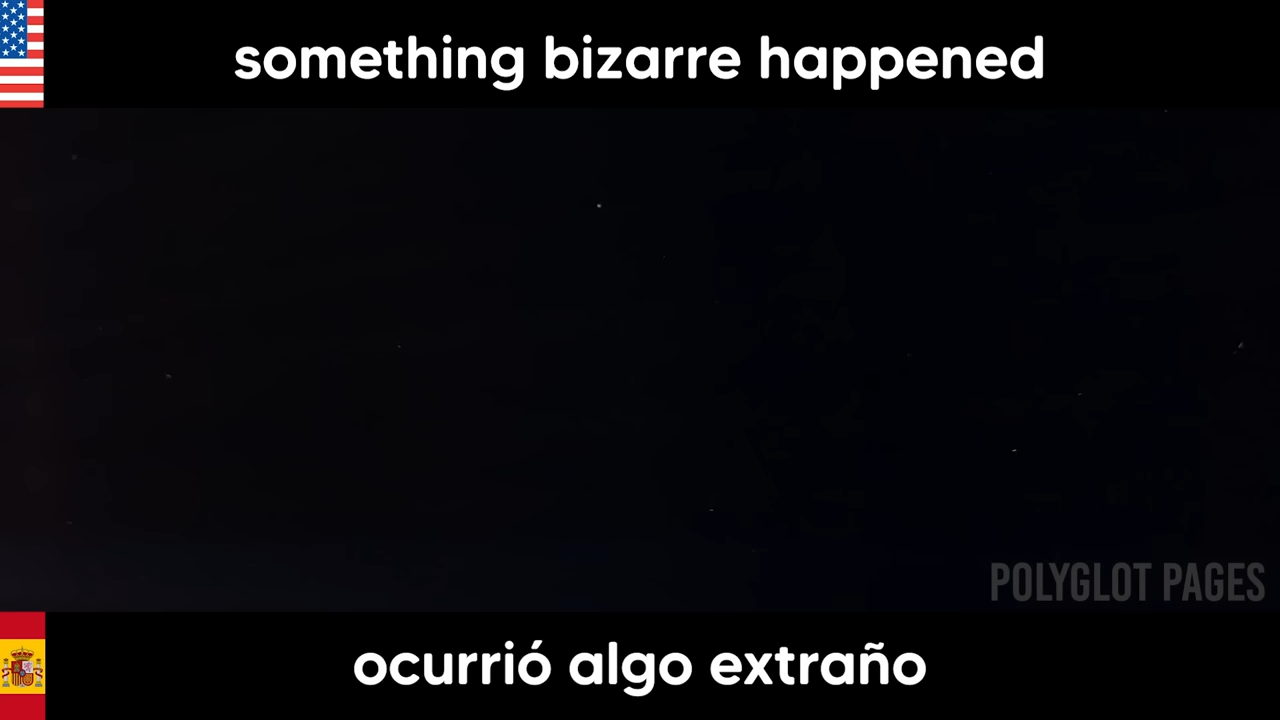 something bizarre happened
POLYGLOT PAGES
ocurrió algo extraño